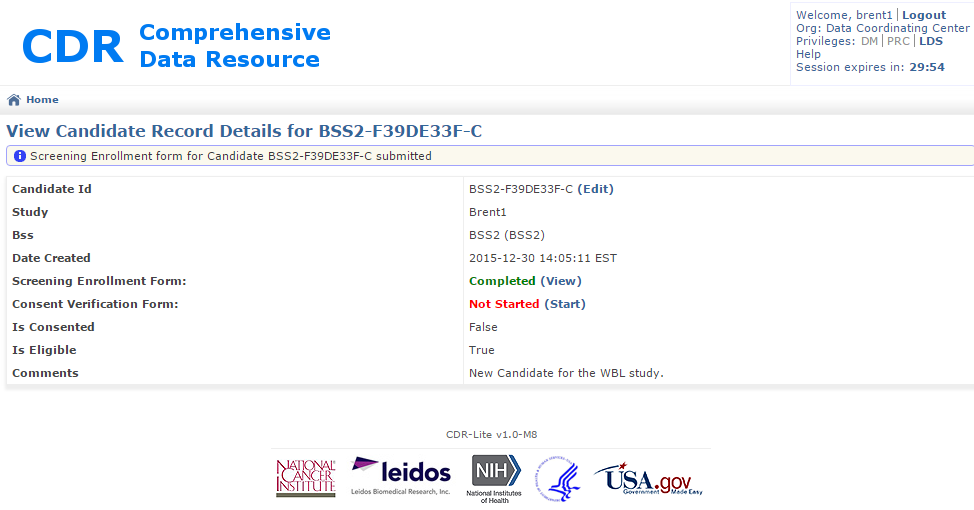 CDR Comprehensive Data Resource
Welcome, brent1 | Logout
Org: Data Coordinating Center
Privileges: DM | PRC | LDS
Help
Session expires in: 29:54
Home
View Candidate Record Details for BSS2-F39DE33F-C
Screening Enrollment form for Candidate BSS2-F39DE33F-C submitted
Candidate Id BSS2-F39DE33F-C (Edit)
Study Brent1
Bss BSS2 (BSS2)
Date Created 2015-12-30 14:05:11 EST
Screening Enrollment Form: Completed (View)
Consent Verification Form: Not Started (Start)
Is Consented False
Is Eligible True
Comments New Candidate for the WBL study.
CDR-Lite v1.0-M8
NATIONAL CANCER INSTITUTE
leidos
Leidos Biomedical Research, Inc.
NIH
National Institutes of Health
USA.gov
Government Made Easy